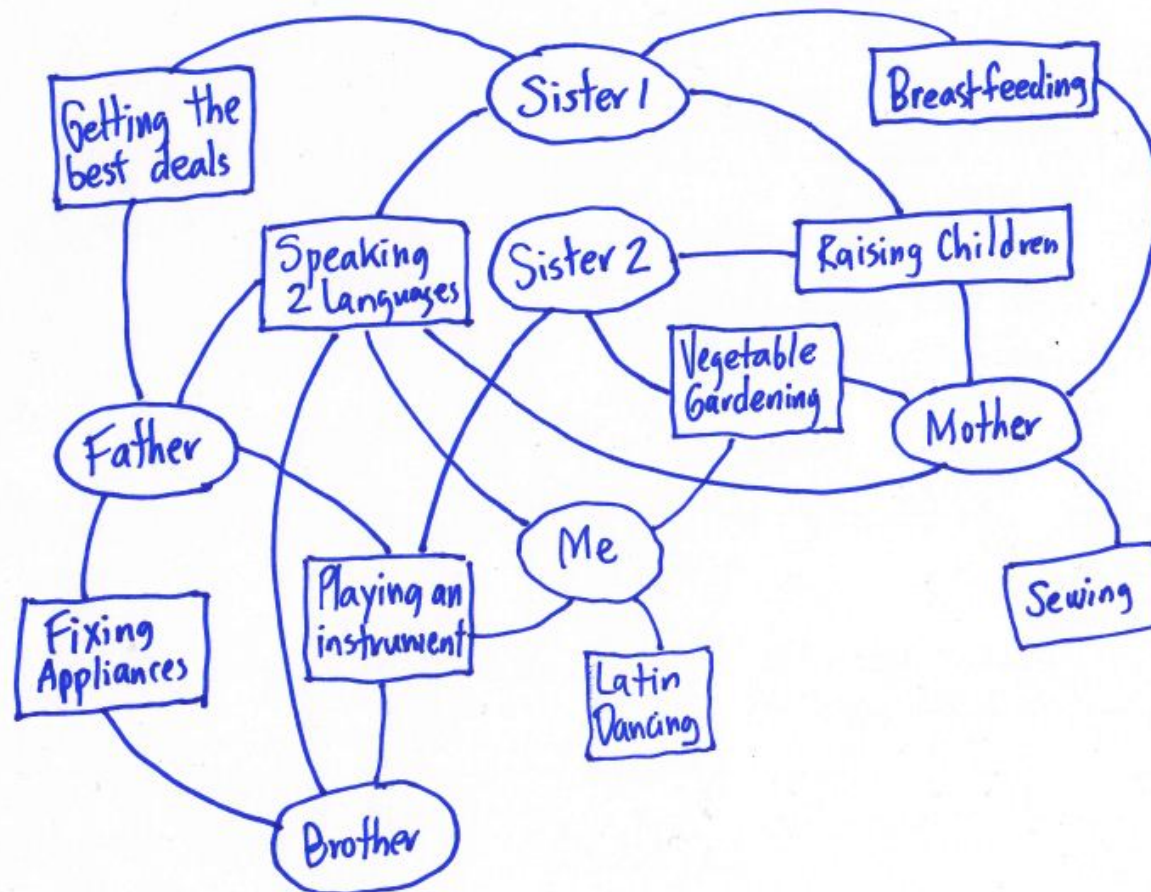 Sister 1
Breastfeeding
Getting the
best deals
Speaking
2 Languages
Sister 2
Raising Children
Vegetable
Gardening
Father
Mother
Me
Playing an
instrument
Fixing
Appliances
Sewing
Latin
Dancing
Brother